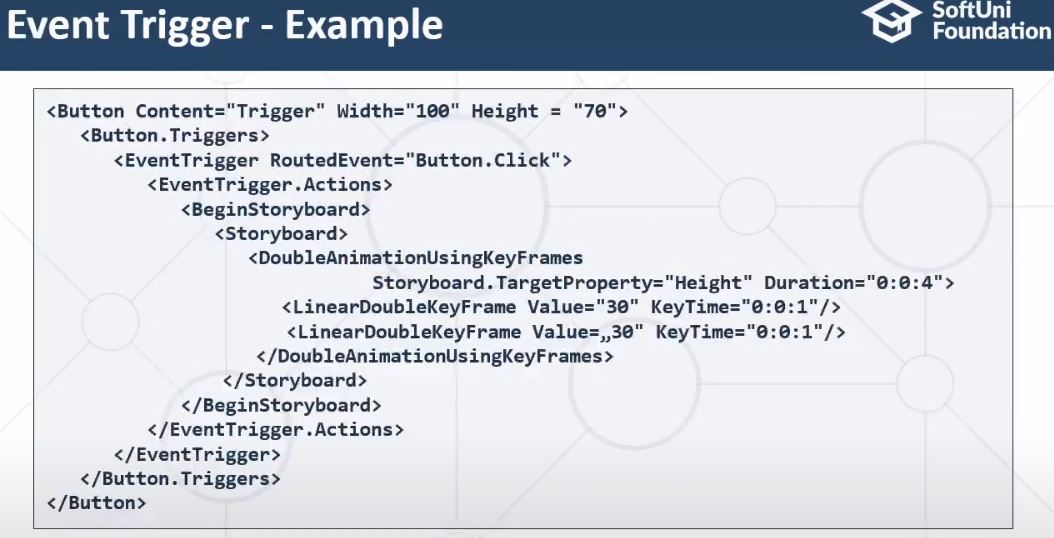 Event Trigger - Example
SoftUni
Foundation
<Button Content="Trigger" Width="100" Height = "70">
<Button.Triggers>
<EventTrigger RoutedEvent="Button.Click">
<EventTrigger.Actions>
<BeginStoryboard>
<Storyboard>
<DoubleAnimationUsingKeyFrames
Storyboard.TargetProperty="Height" Duration="0:0:4">
<LinearDoubleKeyFrame Value="30" KeyTime="0:0:1"/>
<LinearDoubleKeyFrame Value=„30" KeyTime="0:0:1"/>
</DoubleAnimationUsingKeyFrames>
</Storyboard>
</BeginStoryboard>
</EventTrigger.Actions>
</EventTrigger>
</Button.Triggers>
</Button>